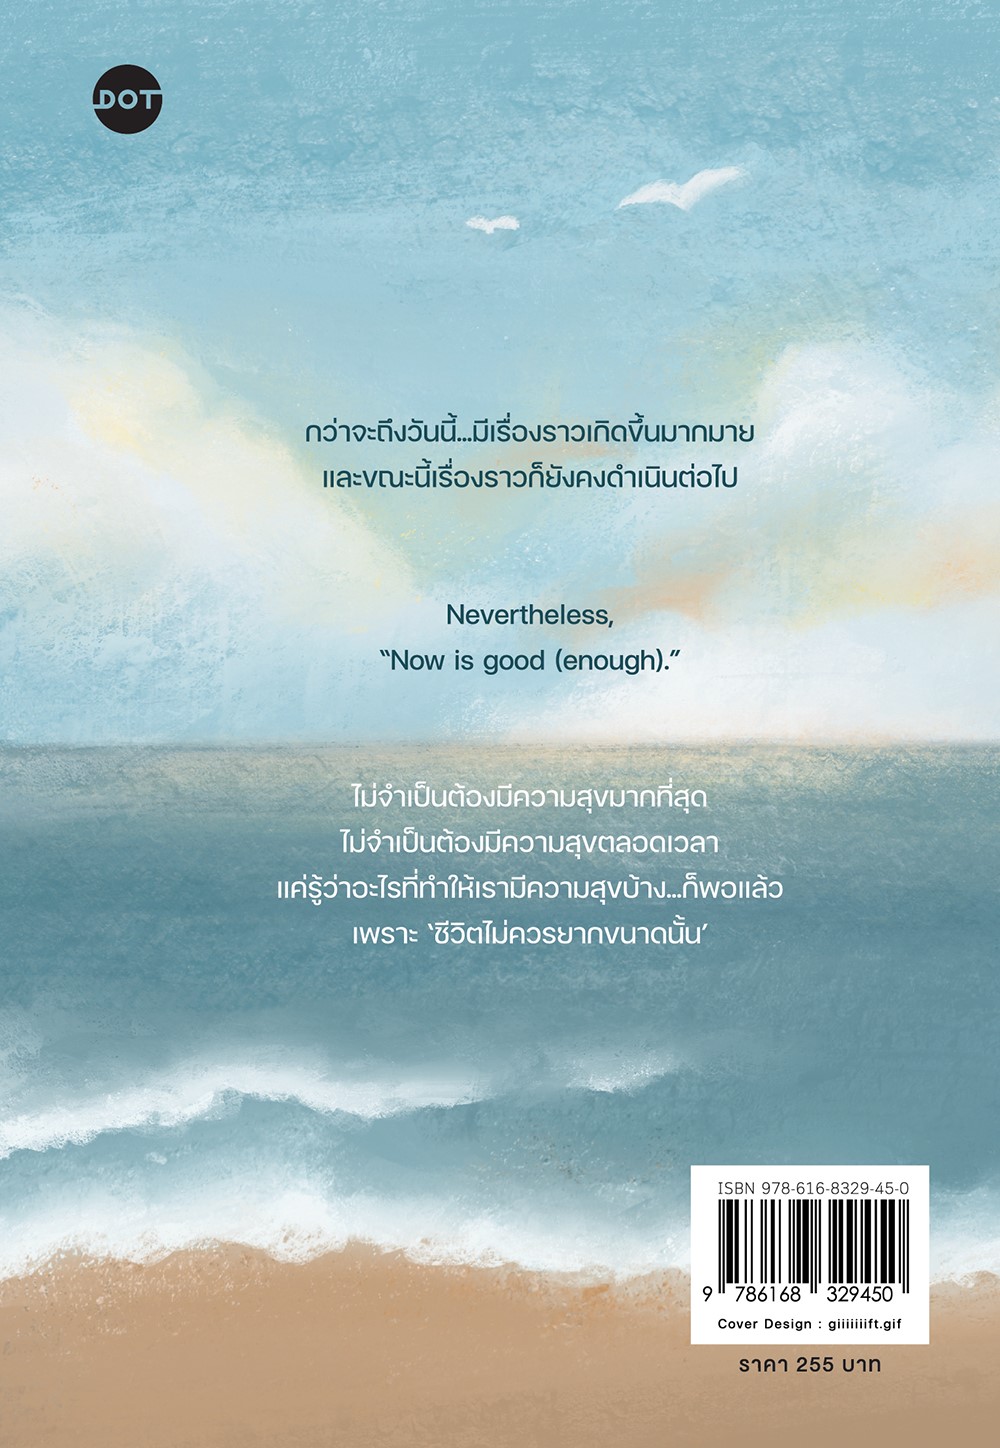 DOT
กว่าจะถึงวันนี้...มีเรื่องราวเกิดขึ้นมากมาย
และขณะนี้เรื่องราวก็ยังคงดำเนินต่อไป
Nevertheless,
“Now is good (enough).”
ไม่จำเป็นต้องมีความสุขมากที่สุด
ไม่จำเป็นต้องมีความสุขตลอดเวลา
แค่รู้ว่าอะไรที่ทำให้เรามีความสุขบ้าง...ก็พอแล้ว
เพราะ ‘ชีวิตไม่ควรยากขนาดนั้น’
ISBN 978-616-8329-45-0
9 786168 329450
Cover Design : giiiiiiift.gif
ราคา 255 บาท